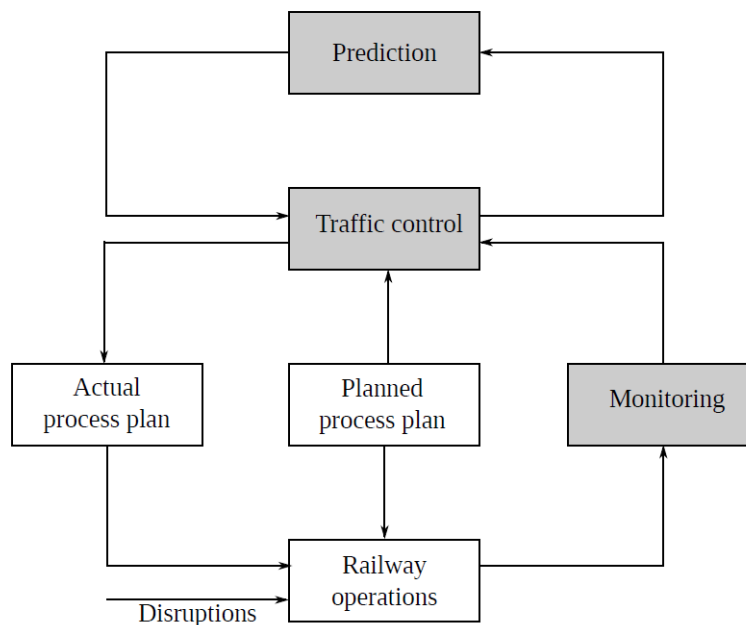 Prediction
Traffic control
Actual
process plan
Planned
process plan
Monitoring
Railway
operations
Disruptions